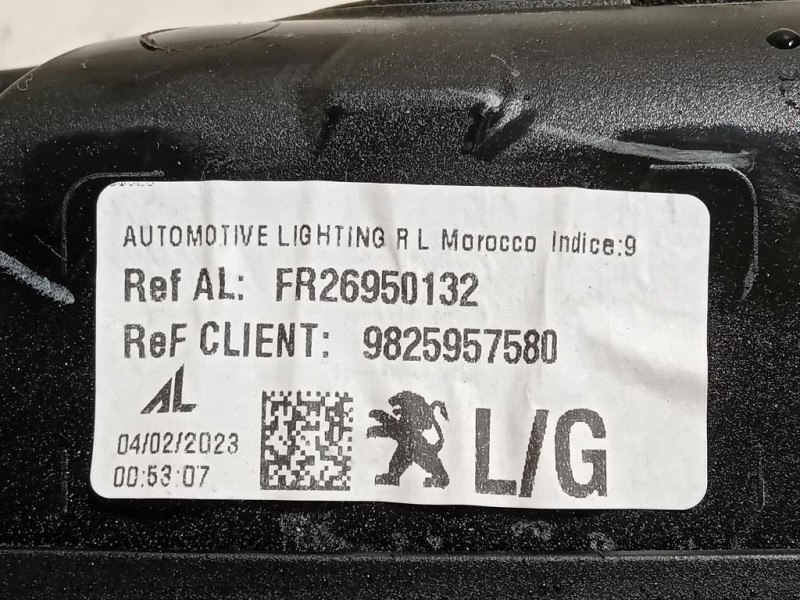 AUTOMOTIVE LIGHTING R L Morocco Indice:9
Ref AL: FR26950132
ReF CLIENT: 9825957580
AL
04/02/2023
00:53:07
L/G